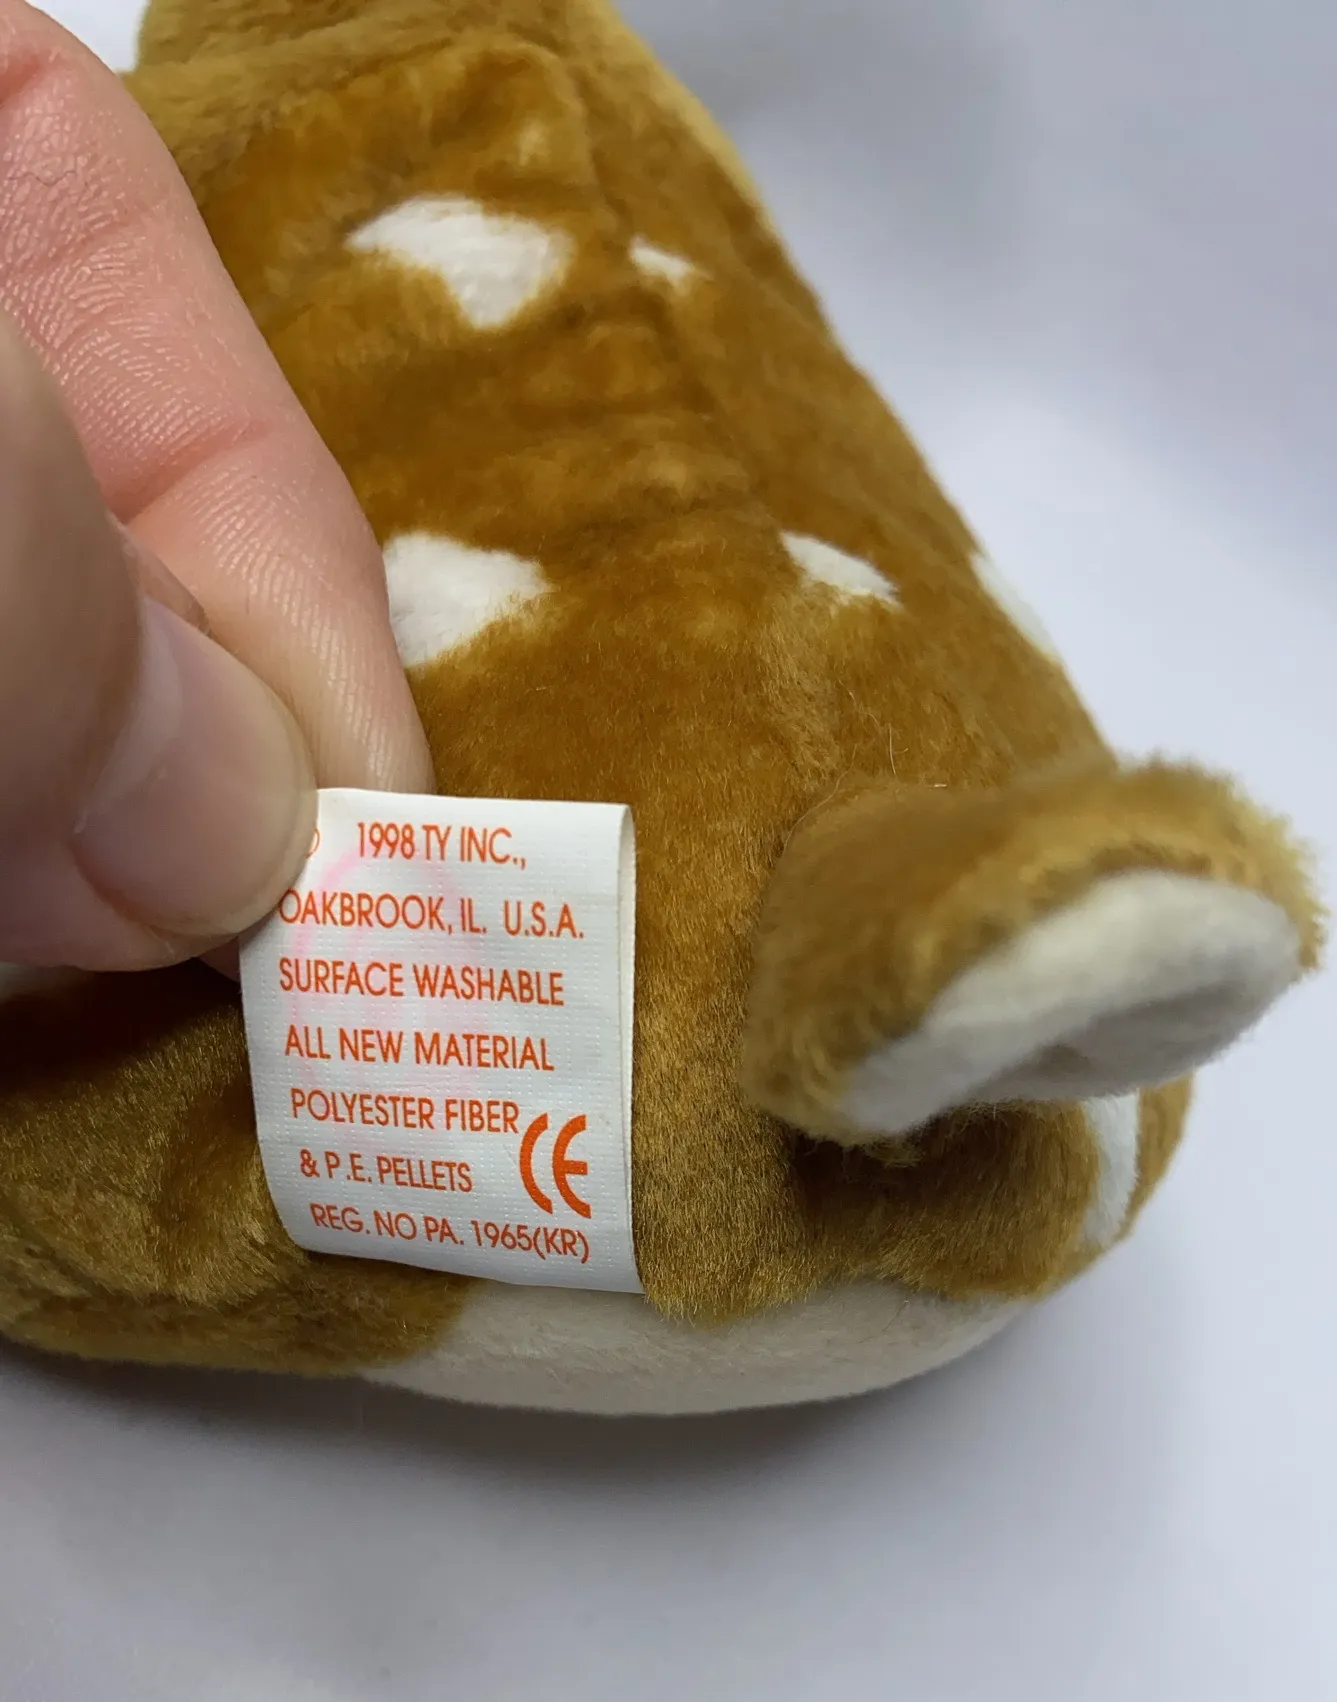 © 1998 TY INC.,
OAKBROOK, IL. U.S.A.
SURFACE WASHABLE
ALL NEW MATERIAL
POLYESTER FIBER
& P.E. PELLETS
CE
REG. NO PA. 1965(KR)